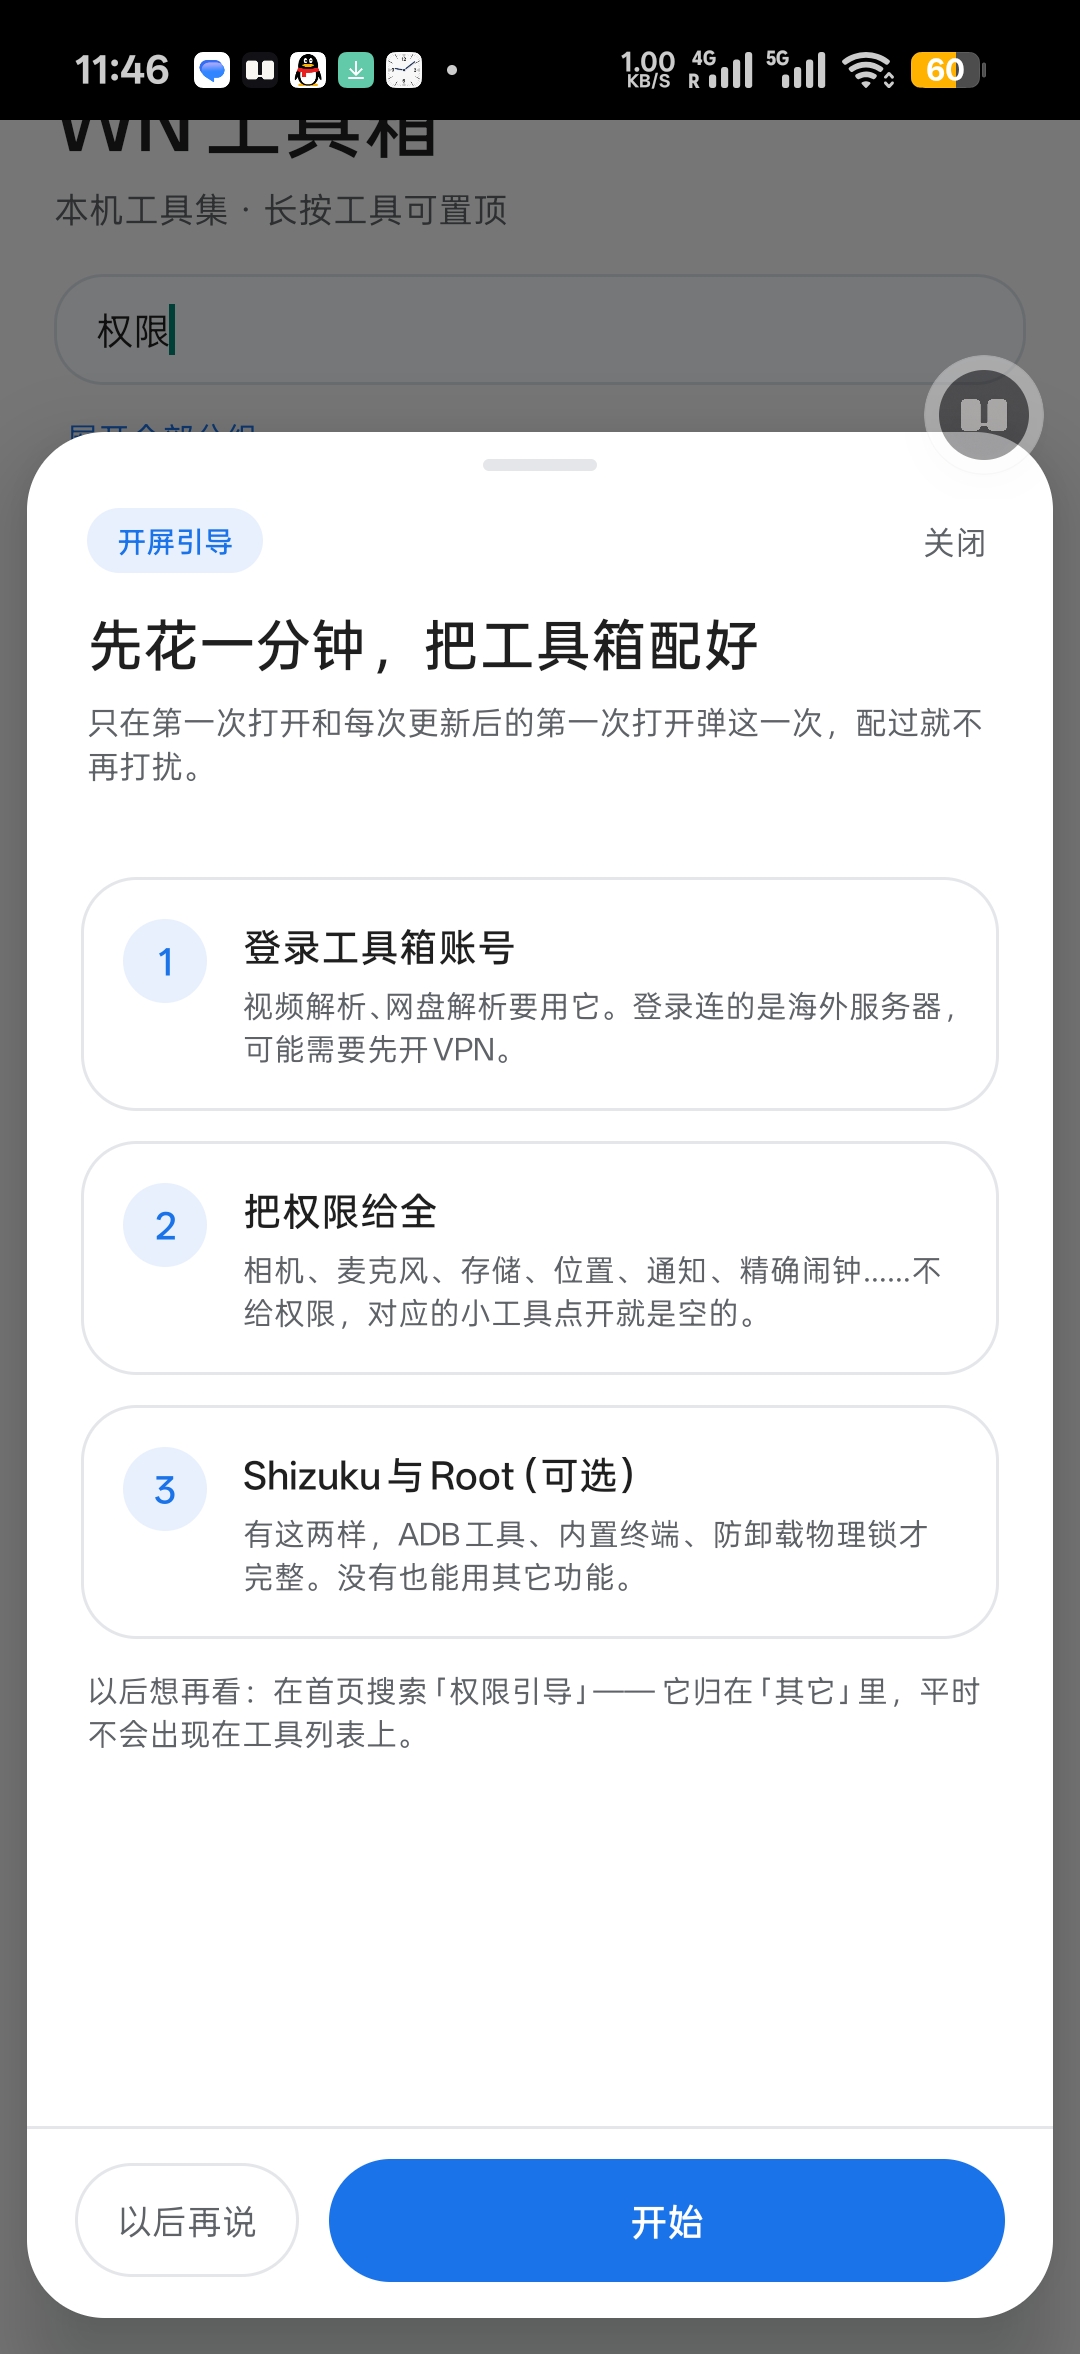 11:46
1.00 KB/S 4G R 5G 60
WN 工具箱
本机工具集 · 长按工具可置顶
权限
展开全部分组
开屏引导
关闭
先花一分钟，把工具箱配好
只在第一次打开和每次更新后的第一次打开弹这一次，配过就不
再打扰。
1
登录工具箱账号
视频解析、网盘解析要用它。登录连的是海外服务器，
可能需要先开 VPN。
2
把权限给全
相机、麦克风、存储、位置、通知、精确闹钟……不
给权限，对应的小工具点开就是空的。
3
Shizuku 与 Root（可选）
有这两样，ADB 工具、内置终端、防卸载物理锁才
完整。没有也能用其它功能。
以后想再看：在首页搜索「权限引导」—— 它归在「其它」里，平时
不会出现在工具列表上。
以后再说
开始